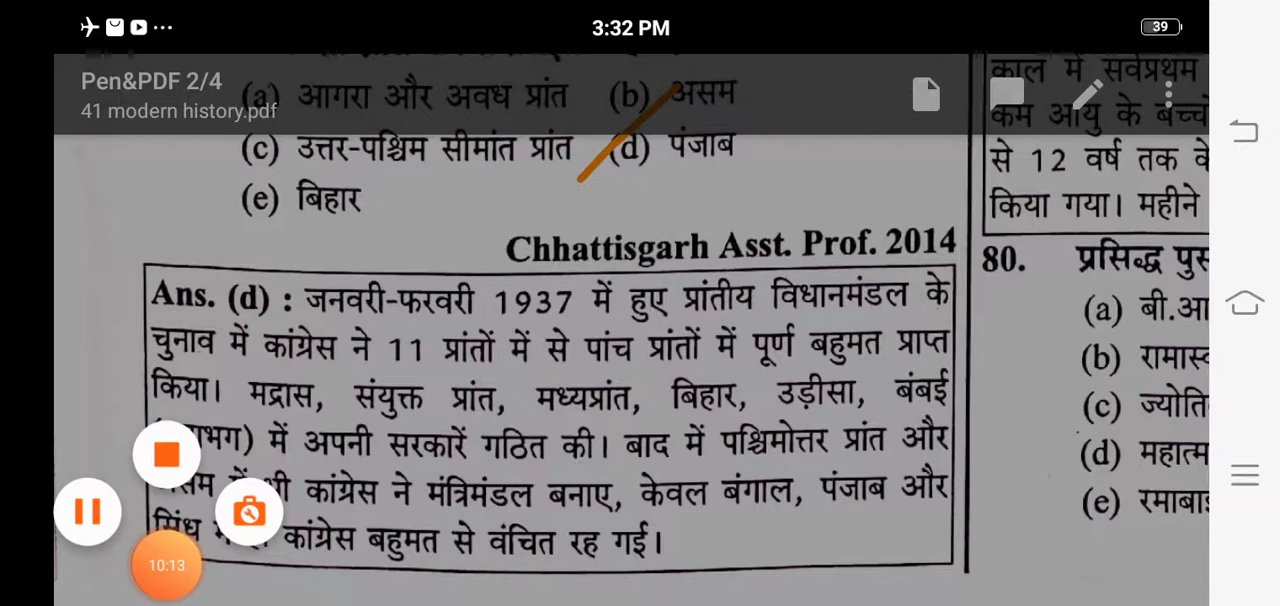 3:32 PM
39
Pen&PDF 2/4
41 modern history.pdf
(a) आगरा और अवध प्रांत (b) असम
(c) उत्तर-पश्चिम सीमांत प्रांत (d) पंजाब
(e) बिहार
Chhattisgarh Asst. Prof. 2014
Ans. (d) : जनवरी-फरवरी 1937 में हुए प्रांतीय विधानमंडल के
चुनाव में कांग्रेस ने 11 प्रांतों में से पांच प्रांतों में पूर्ण बहुमत प्राप्त
किया। मद्रास, संयुक्त प्रांत, मध्यप्रांत, बिहार, उड़ीसा, बंबई
भग) में अपनी सरकारें गठित की। बाद में पश्चिमोत्तर प्रांत और
कांग्रेस ने मंत्रिमंडल बनाए, केवल बंगाल, पंजाब और
सिंध कांग्रेस बहुमत से वंचित रह गई।
काल में सर्वप्रथम
कम आयु के बच्चो
से 12 वर्ष तक के
किया गया। महीने
80. प्रसिद्ध पुस
(a) बी.आ
(b) रामास्व
(c) ज्योति
(d) महात्म
(e) रमाबाई
10:13